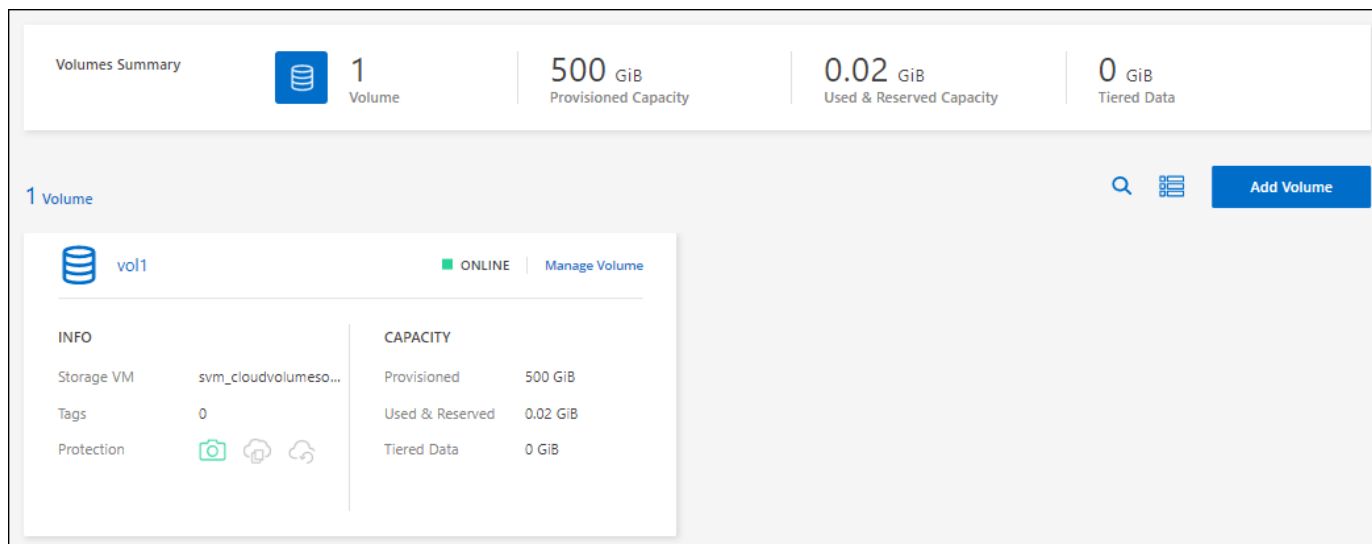 Volumes Summary
1
Volume
500 GiB
Provisioned Capacity
0.02 GiB
Used & Reserved Capacity
0 GiB
Tiered Data
1 Volume
Add Volume
vol1
ONLINE
Manage Volume
INFO
Storage VM svm_cloudvolumeso...
Tags 0
Protection
CAPACITY
Provisioned 500 GiB
Used & Reserved 0.02 GiB
Tiered Data 0 GiB